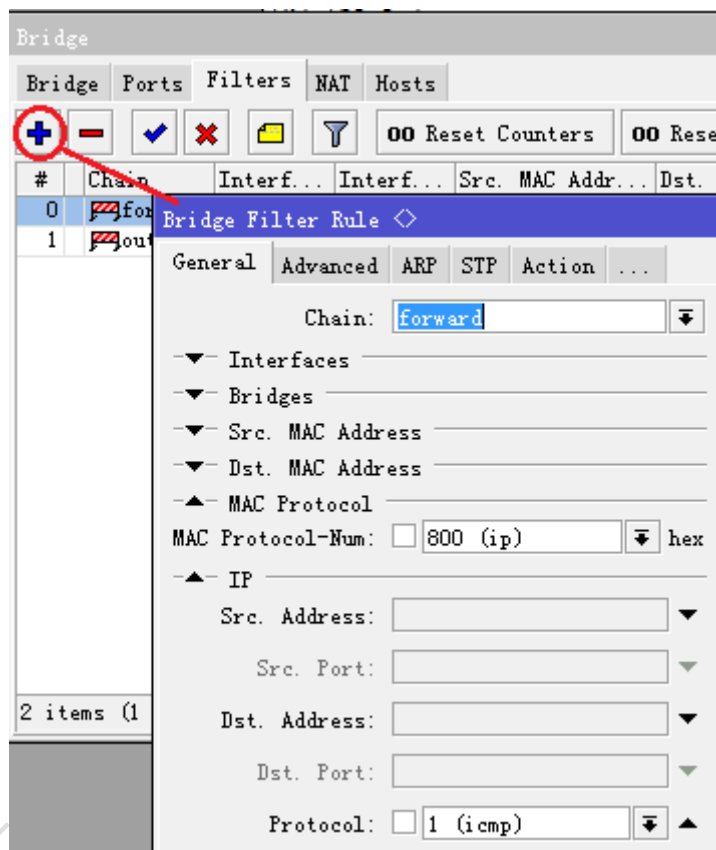 Bridge
Bridge Ports Filters NAT Hosts
00 Reset Counters 00 Rese
# Chain Interf... Interf... Src. MAC Addr... Dst.
0 for
1 out
Bridge Filter Rule <>
General Advanced ARP STP Action ...
Chain: forward
Interfaces
Bridges
Src. MAC Address
Dst. MAC Address
MAC Protocol
MAC Protocol-Num: 800 (ip) hex
IP
Src. Address:
Src. Port:
2 items (1
Dst. Address:
Dst. Port:
Protocol: 1 (icmp)